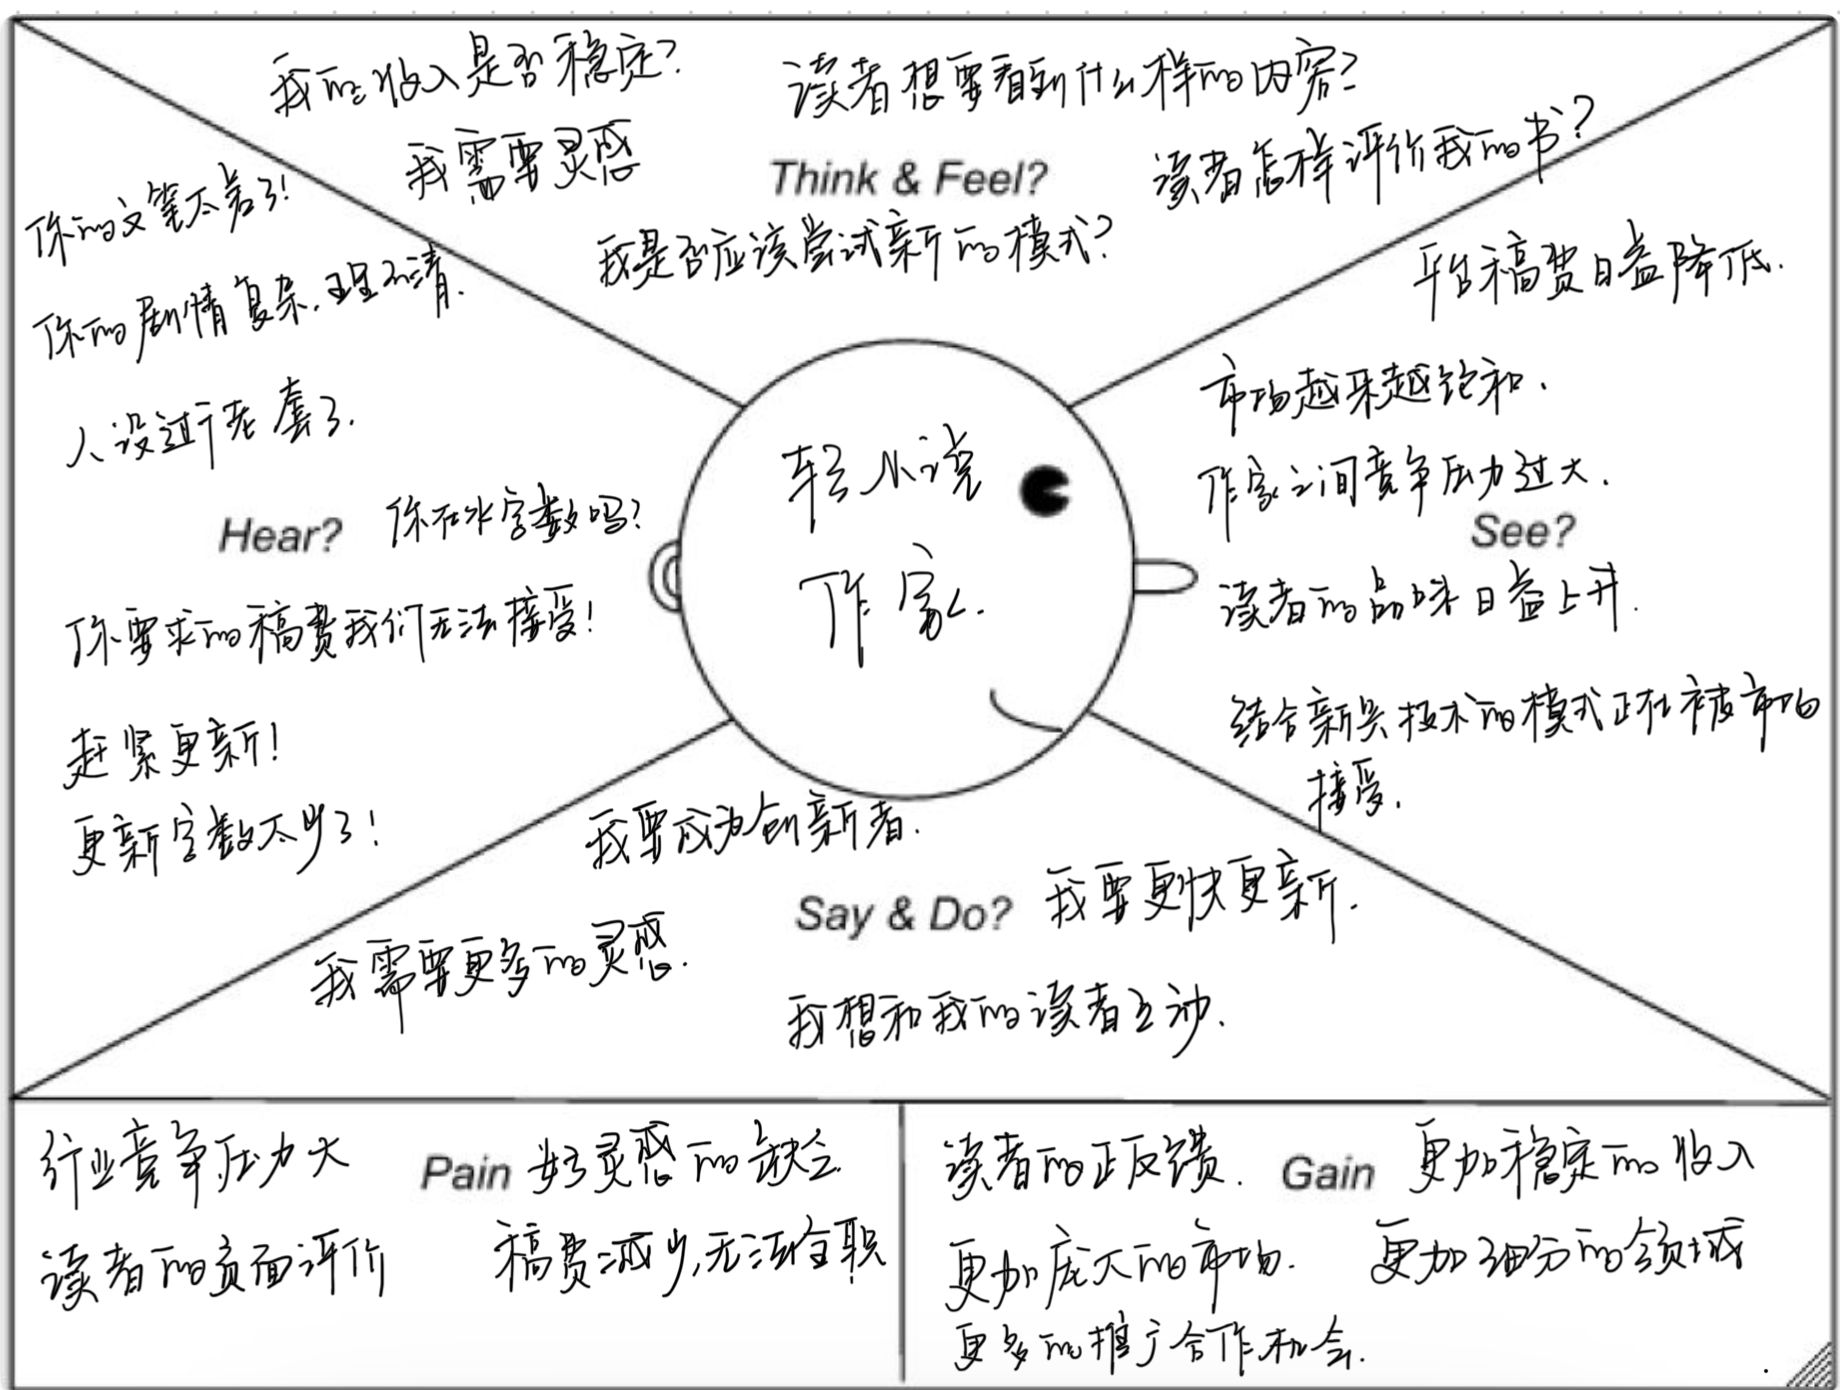 我的收入是否稳定?
读者想要看到什么样的内容?
我需要灵感
Think & Feel?
读者怎样评价我的书?
我是否应该尝试新的模式?
你的文笔太差了!
你的剧情复杂,理不清.
人设过于老套了.
Hear?
你在水字数吗?
你要求的稿费我们无法接受!
赶紧更新!
更新字数太少了!
轻小说
作家.
平台稿费日益降低.
市场越来越饱和.
作家之间竞争压力过大.
See?
读者的品味日益上升.
结合新兴技术的模式正在被市场
接受.
我要成为创新者.
Say & Do?
我要更快更新.
我需要更多的灵感.
我想和我的读者互动.
行业竞争压力大
Pain
好灵感的缺乏
读者的负面评价
稿费减少,无法全职
读者的正反馈.
Gain
更加稳定的收入
更加庞大的市场.
更加细分的领域
更多的推广合作机会.